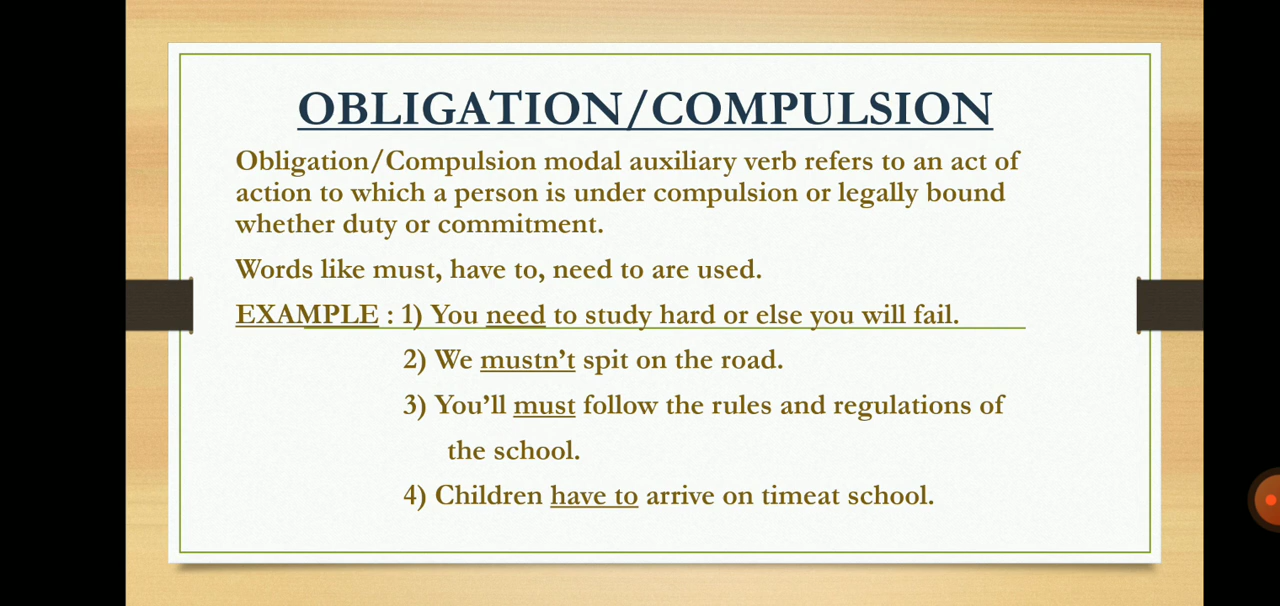 OBLIGATION/COMPULSION
Obligation/Compulsion modal auxiliary verb refers to an act of
action to which a person is under compulsion or legally bound
whether duty or commitment.
Words like must, have to, need to are used.
EXAMPLE : 1) You need to study hard or else you will fail.
2) We mustn’t spit on the road.
3) You’ll must follow the rules and regulations of
the school.
4) Children have to arrive on timeat school.